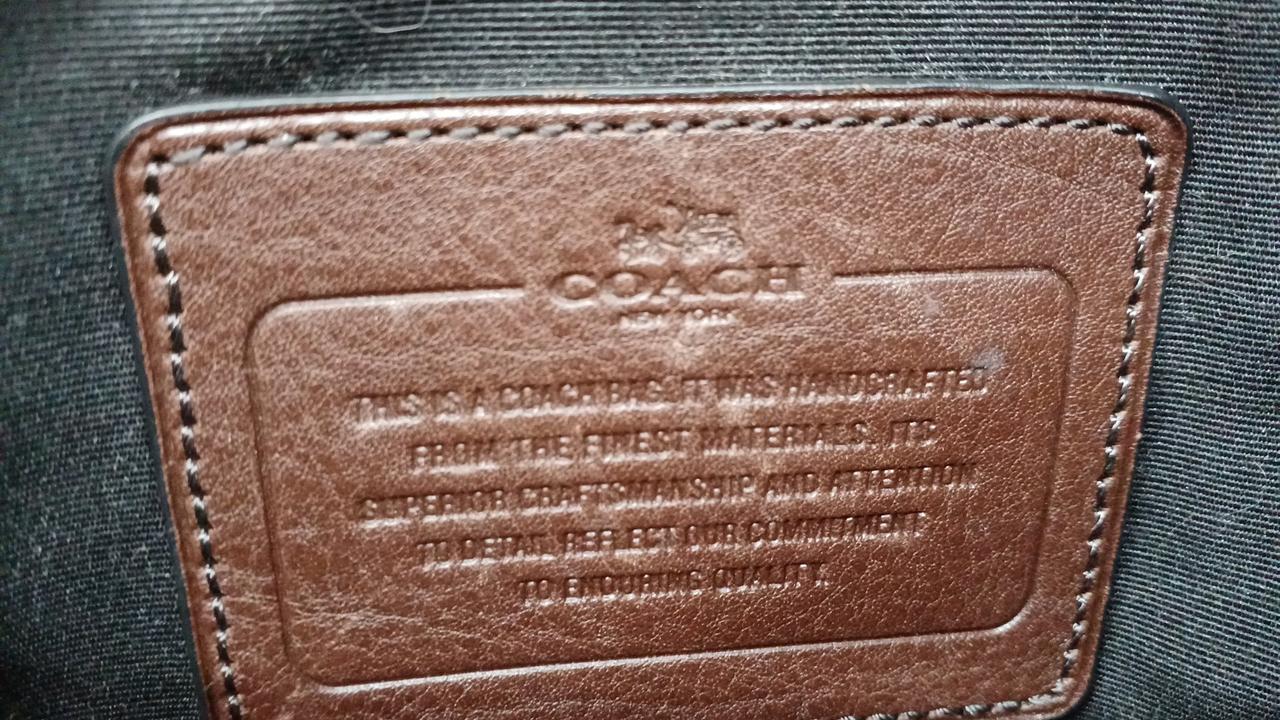 COACH
NEW YORK
THIS IS A COACH BAG. IT WAS HANDCRAFTED
FROM THE FINEST MATERIALS. ITS
SUPERIOR CRAFTSMANSHIP AND ATTENTION
TO DETAIL REFLECT OUR COMMITMENT
TO ENDURING QUALITY.